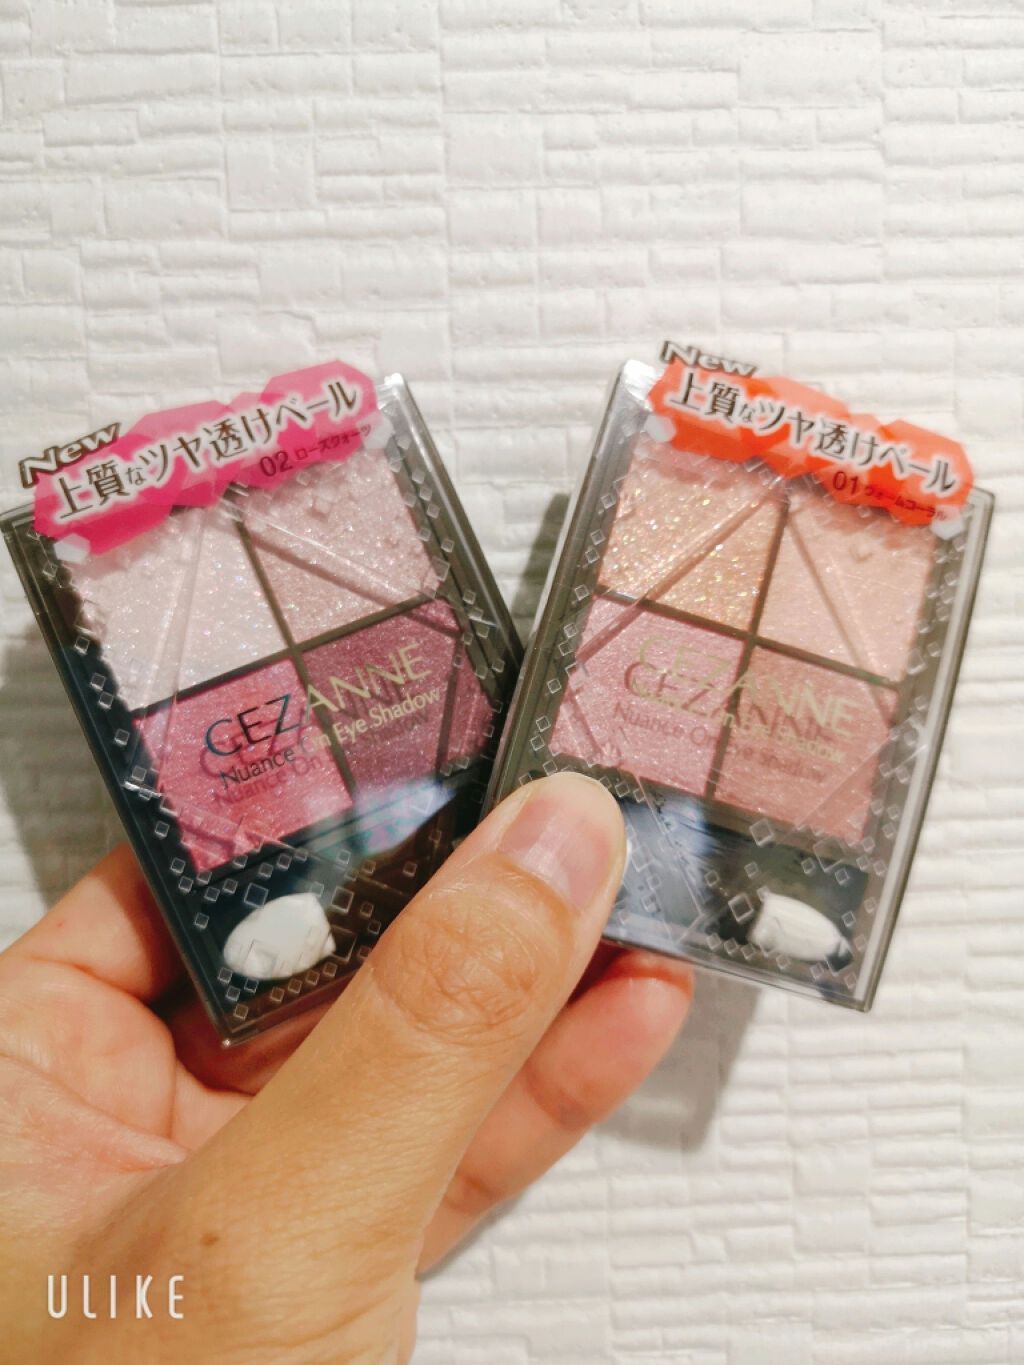 New
上質なツヤ透けベール
02 ローズクォーツ
CEZANNE
Nuance On Eye Shadow
New
上質なツヤ透けベール
01 ウォームコーラル
CEZANNE
Nuance On Eye Shadow
ULIKE